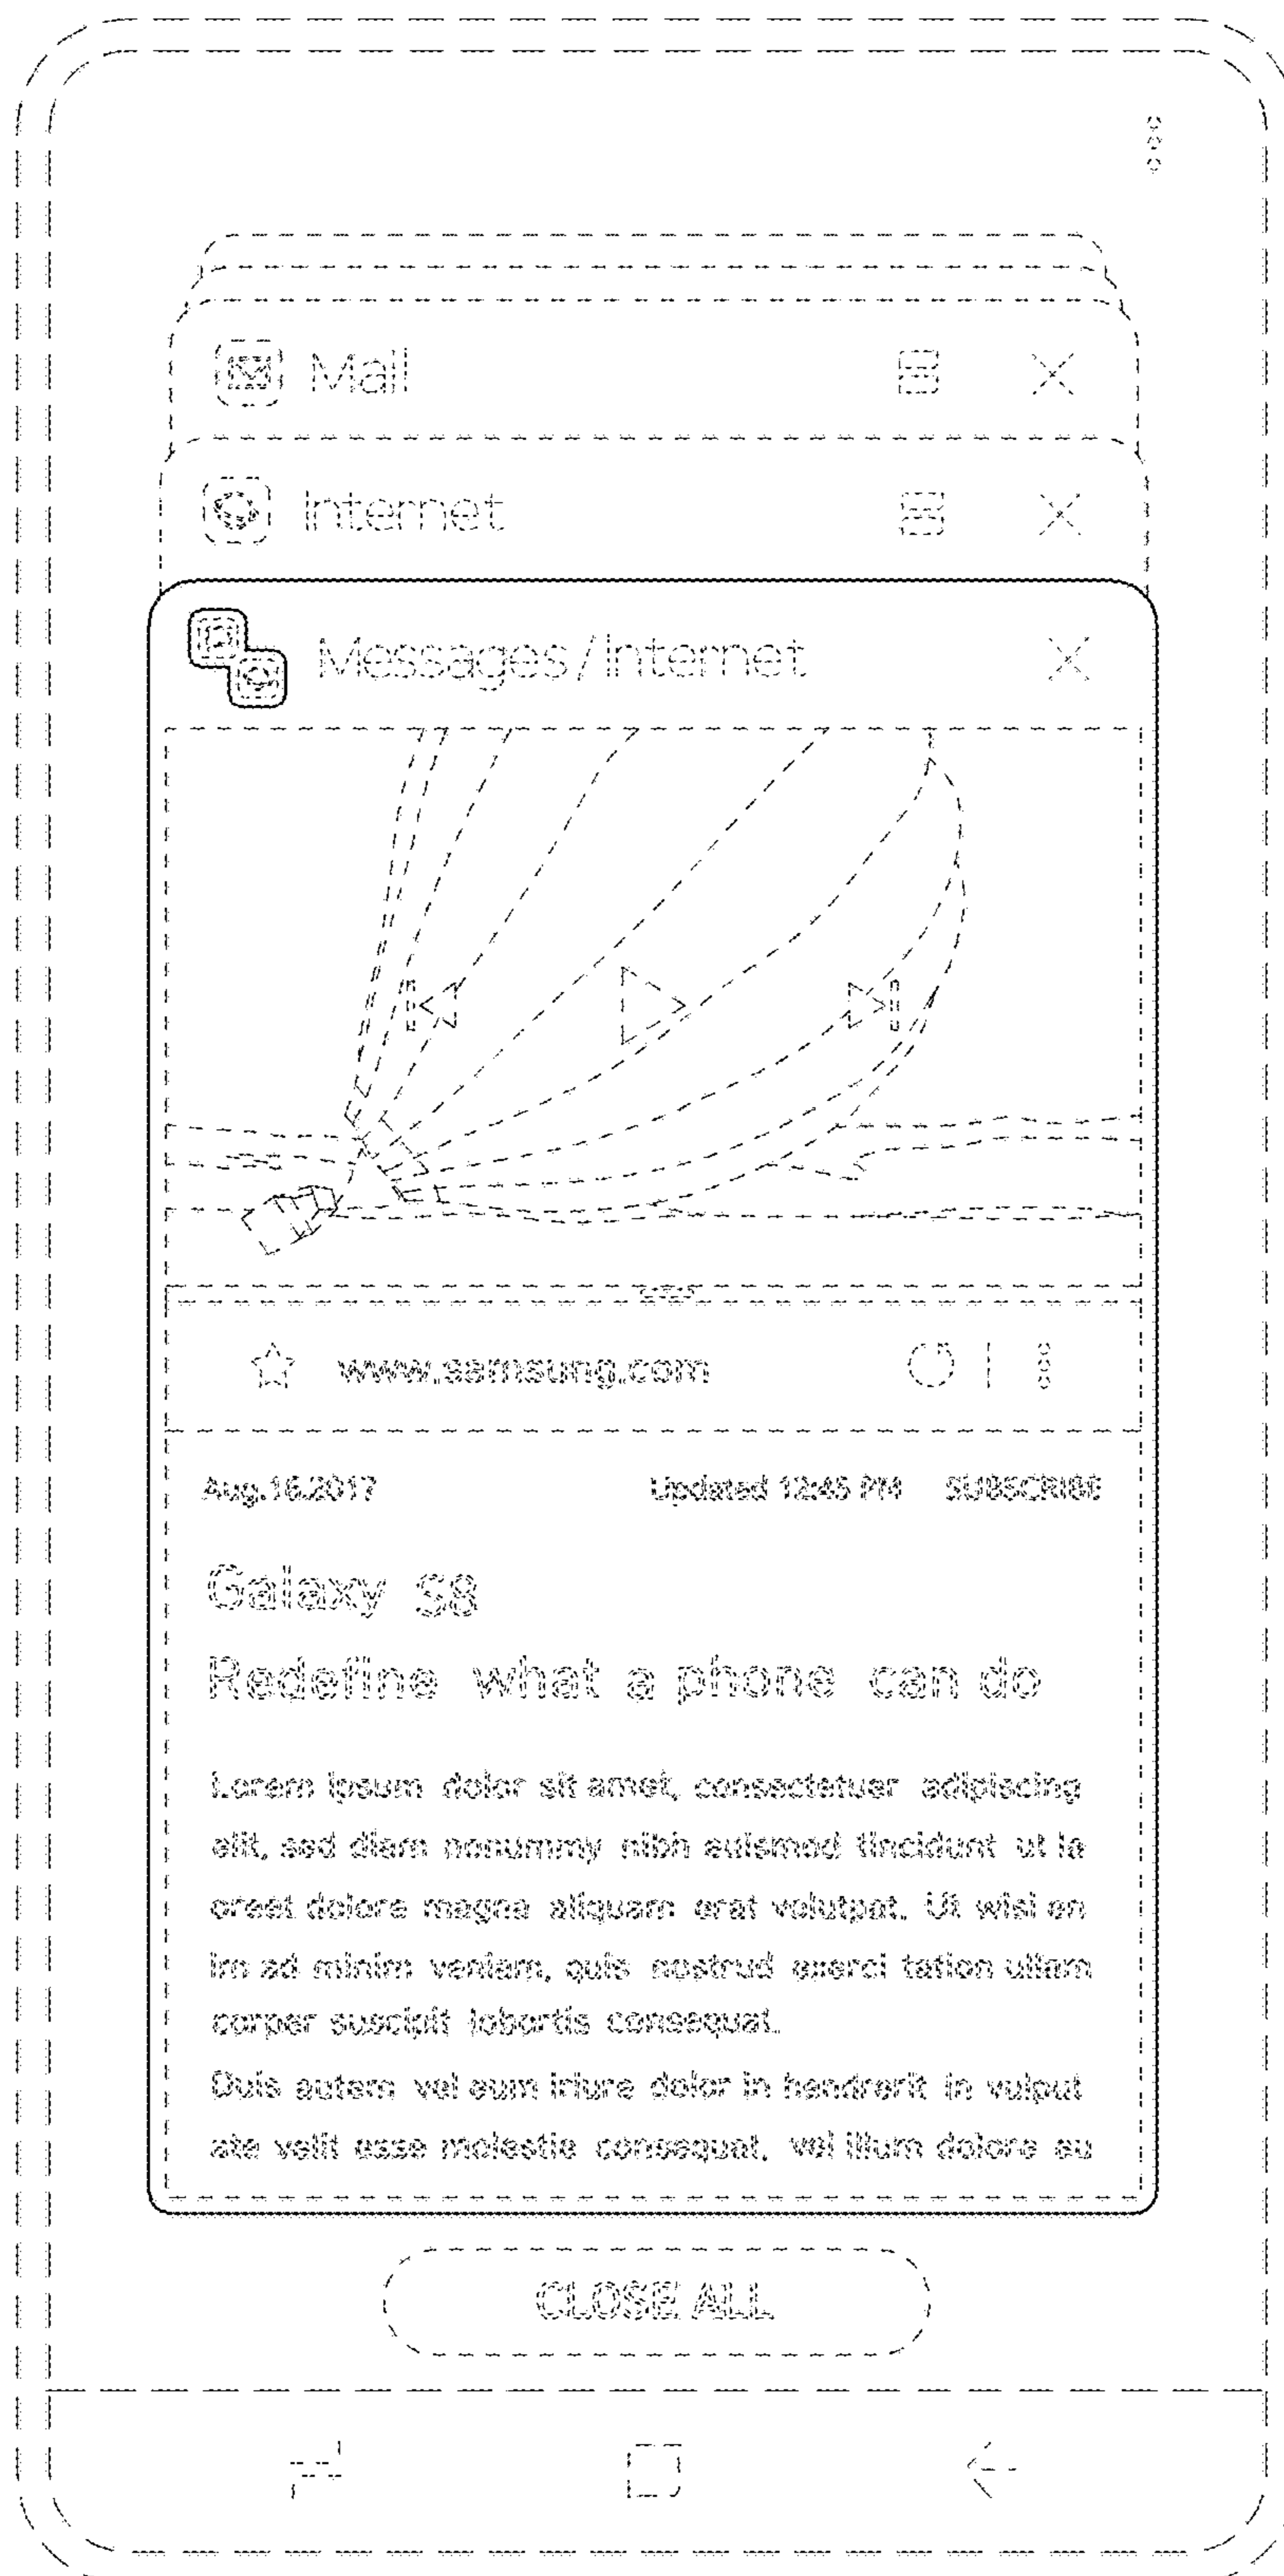 Mail
Internet
Messages/Internet
www.samsung.com
Aug.16.2017 Updated 12:45 PM SUBSCRIBE
Galaxy S8
Redefine what a phone can do
Lorem ipsum dolor sit amet, consectetuer adipiscing
elit, sed diam nonummy nibh euismod tincidunt ut la
oreet dolore magna aliquam erat volutpat. Ut wisi en
im ad minim veniam, quis nostrud exerci tation ullam
corper suscipit lobortis consequat.
Duis autem vel eum iriure dolor in hendrerit in vulput
ate velit esse molestie consequat, vel illum dolore eu
CLOSE ALL